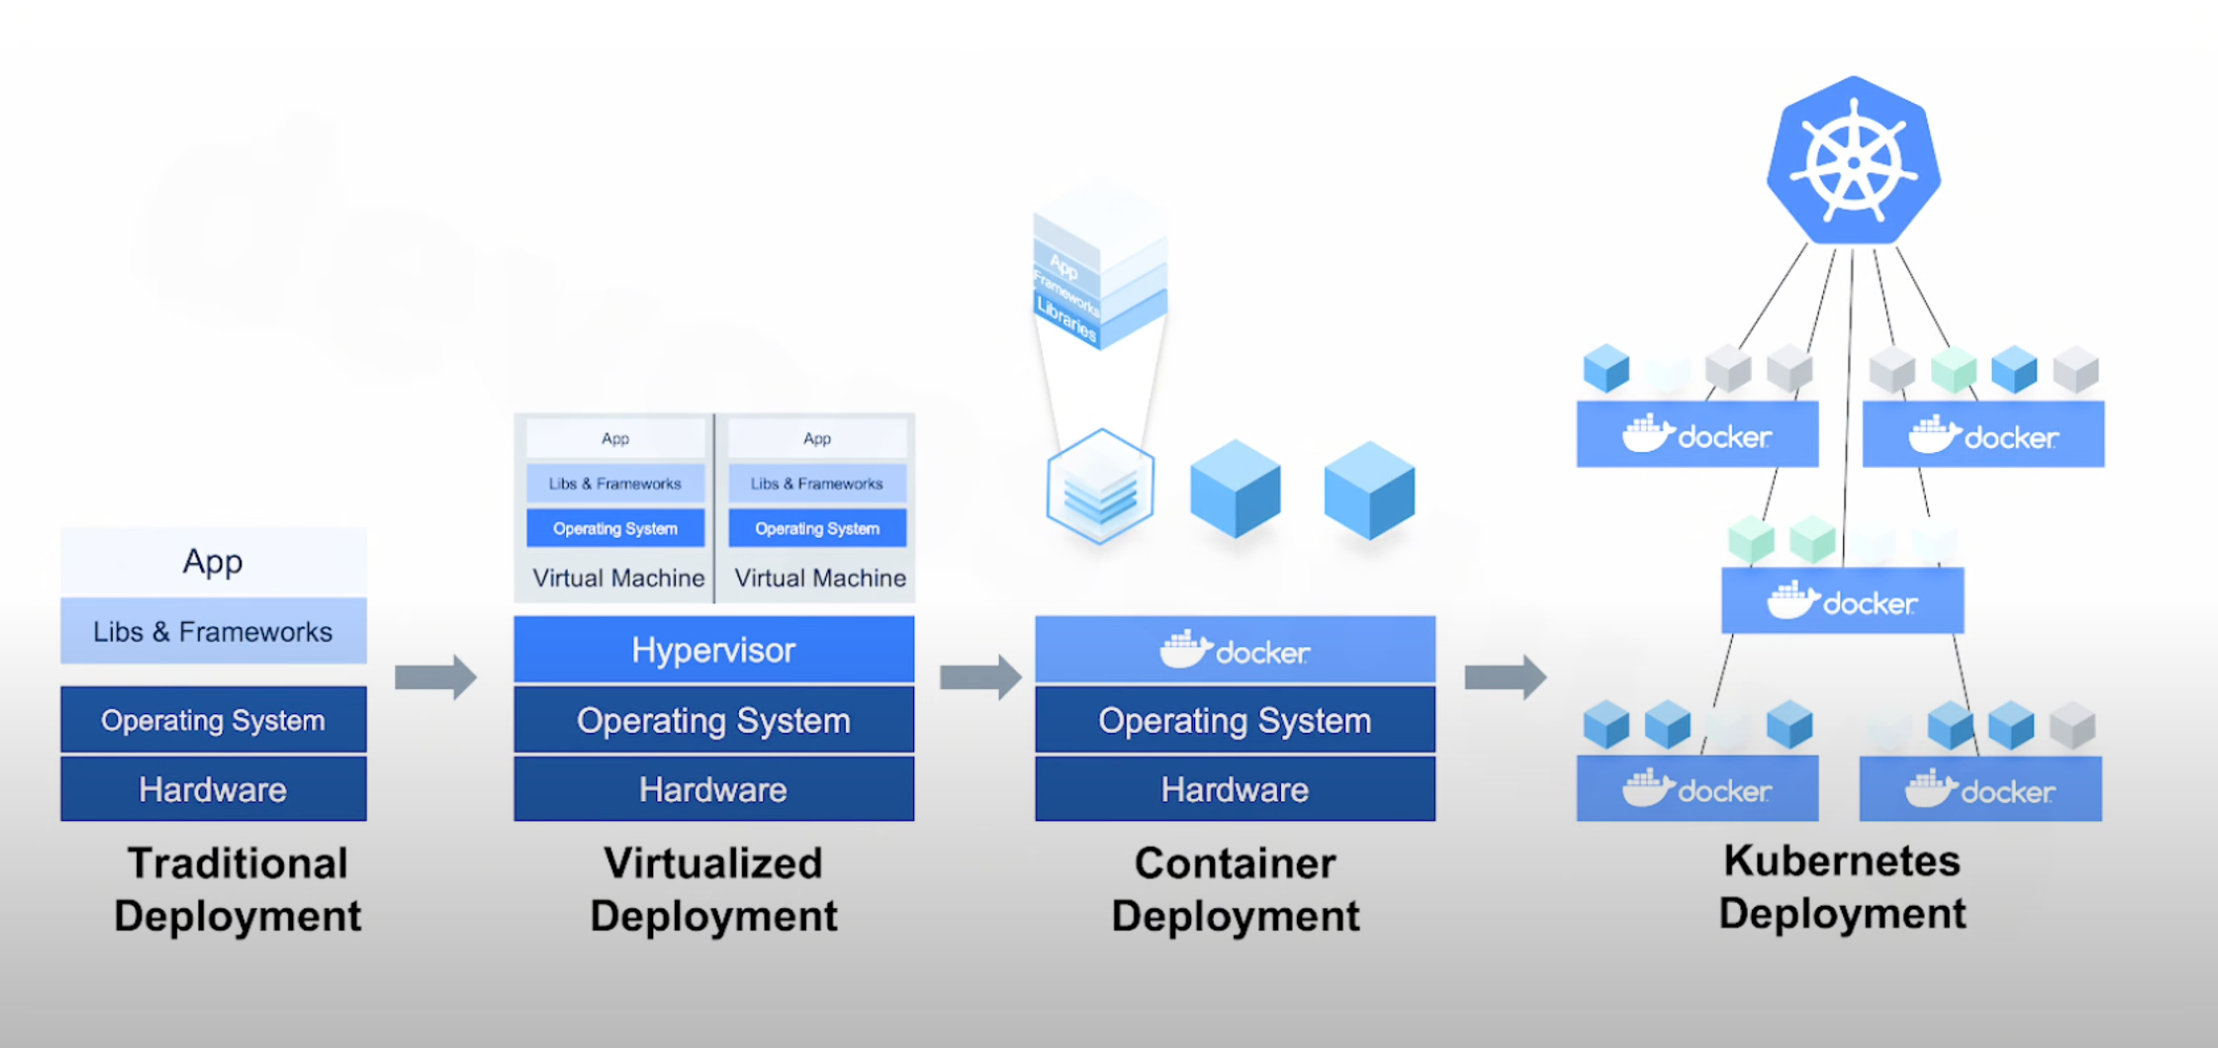 App
Libs & Frameworks
Operating System
Hardware
Traditional
Deployment
App
Libs & Frameworks
Operating System
Virtual Machine
App
Libs & Frameworks
Operating System
Virtual Machine
Hypervisor
Operating System
Hardware
Virtualized
Deployment
App
Frameworks
Libraries
docker
Operating System
Hardware
Container
Deployment
docker
docker
docker
docker
docker
Kubernetes
Deployment